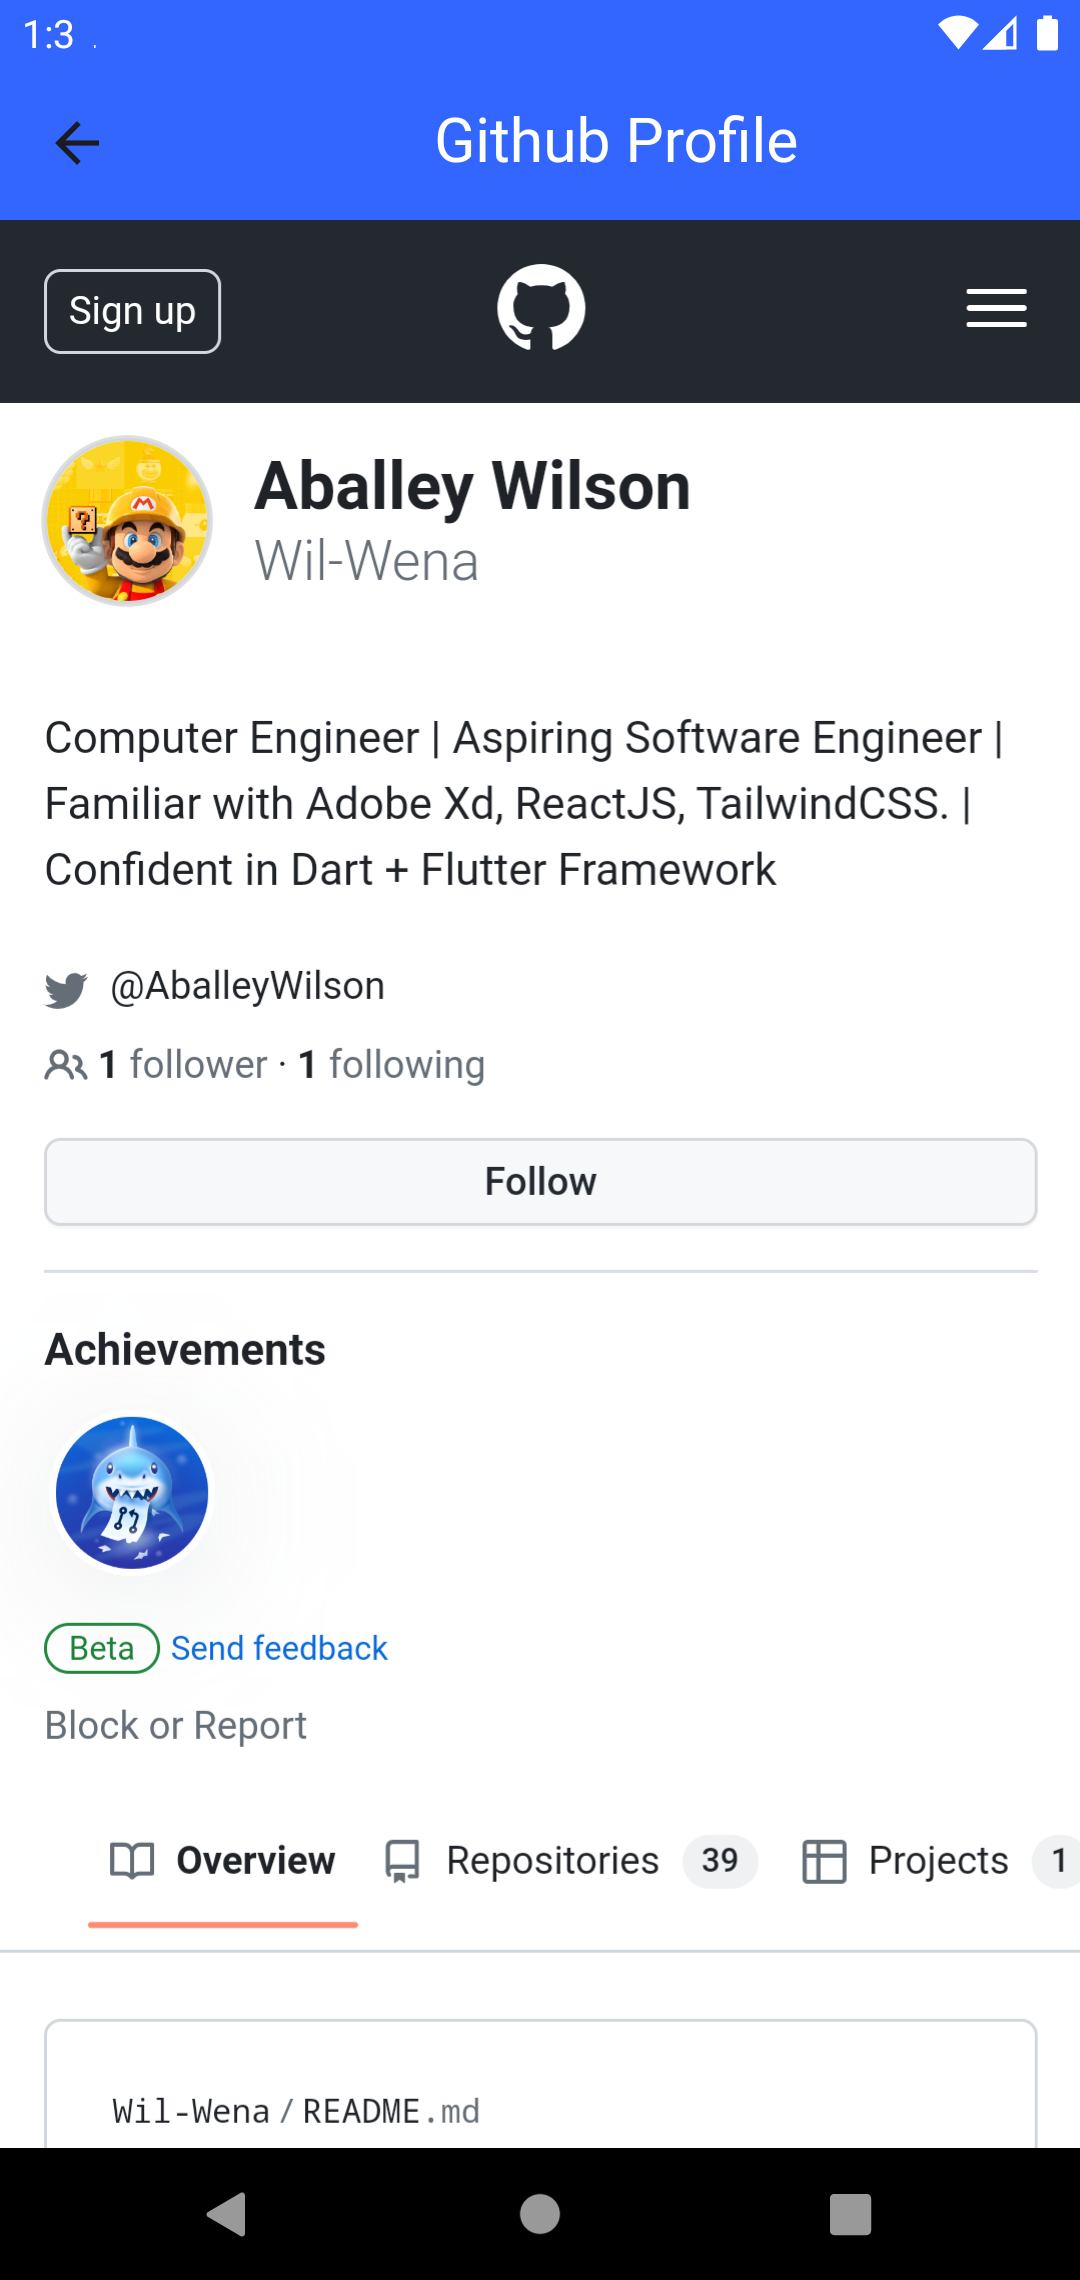 1:3
Github Profile
Sign up
Aballey Wilson
Wil-Wena
Computer Engineer | Aspiring Software Engineer |
Familiar with Adobe Xd, ReactJS, TailwindCSS. |
Confident in Dart + Flutter Framework
@AballeyWilson
1 follower · 1 following
Follow
Achievements
Beta Send feedback
Block or Report
Overview Repositories 39 Projects 1
Wil-Wena/README.md